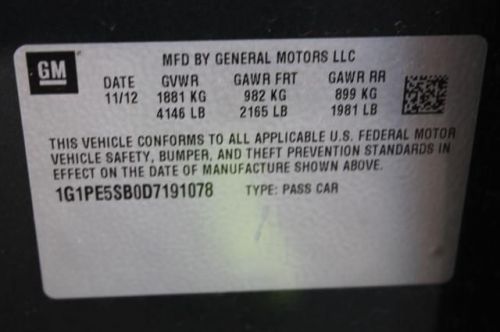 GM
MFD BY GENERAL MOTORS LLC
DATE GVWR GAWR FRT GAWR RR
11/12 1881 KG 982 KG 899 KG
4146 LB 2165 LB 1981 LB
THIS VEHICLE CONFORMS TO ALL APPLICABLE U.S. FEDERAL MOTOR
VEHICLE SAFETY, BUMPER, AND THEFT PREVENTION STANDARDS IN
EFFECT ON THE DATE OF MANUFACTURE SHOWN ABOVE.
1G1PE5SB0D7191078 TYPE: PASS CAR